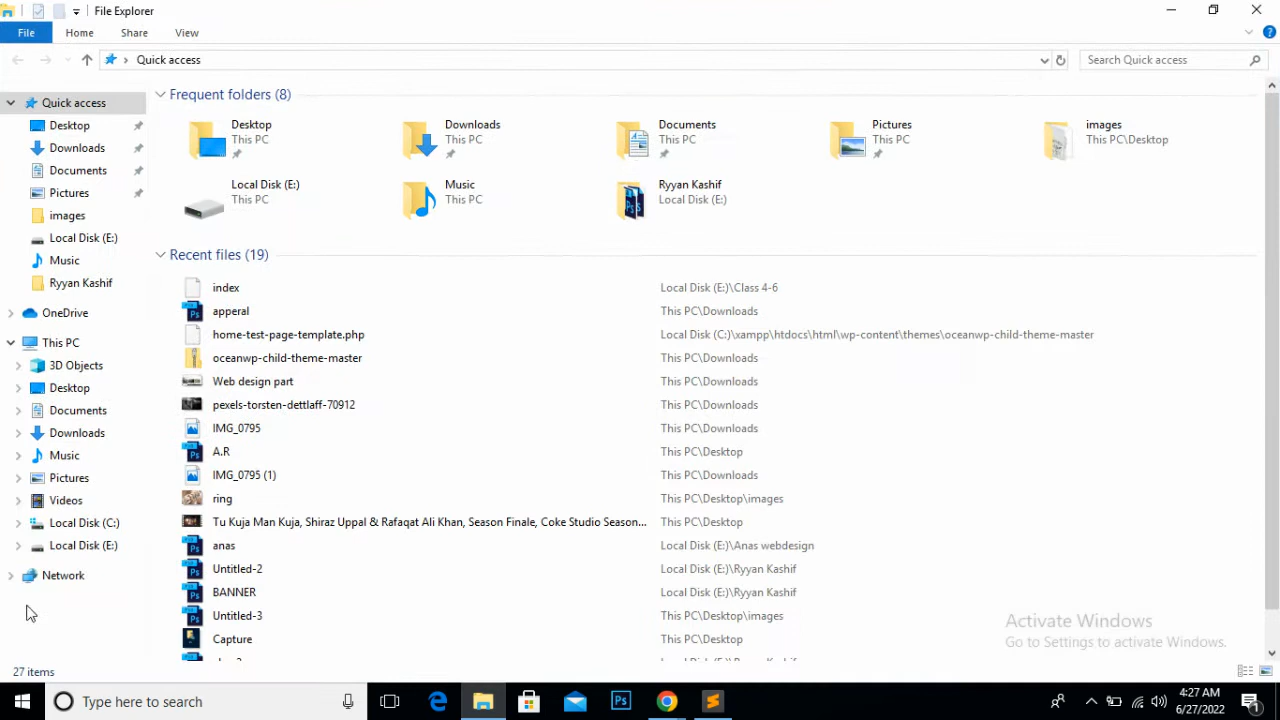 File Explorer
File Home Share View
Quick access Search Quick access
Quick access
Desktop
Downloads
Documents
Pictures
images
Local Disk (E:)
Music
Ryyan Kashif
OneDrive
This PC
3D Objects
Desktop
Documents
Downloads
Music
Pictures
Videos
Local Disk (C:)
Local Disk (E:)
Network
Frequent folders (8)
Desktop
This PC
Downloads
This PC
Documents
This PC
Pictures
This PC
images
This PC\Desktop
Local Disk (E:)
This PC
Music
This PC
Ryyan Kashif
Local Disk (E:)
Recent files (19)
index Local Disk (E:)\Class 4-6
apperal This PC\Downloads
home-test-page-template.php Local Disk (C:)\xampp\htdocs\html\wp-content\themes\oceanwp-child-theme-master
oceanwp-child-theme-master This PC\Downloads
Web design part This PC\Downloads
pexels-torsten-dettlaff-70912 This PC\Downloads
IMG_0795 This PC\Downloads
A.R This PC\Desktop
IMG_0795 (1) This PC\Downloads
ring This PC\Desktop\images
Tu Kuja Man Kuja, Shiraz Uppal & Rafaqat Ali Khan, Season Finale, Coke Studio Season... This PC\Desktop
anas Local Disk (E:)\Anas webdesign
Untitled-2 Local Disk (E:)\Ryyan Kashif
BANNER Local Disk (E:)\Ryyan Kashif
Untitled-3 This PC\Desktop\images
Capture This PC\Desktop
Activate Windows
Go to Settings to activate Windows.
27 items
Type here to search
4:27 AM
6/27/2022
1